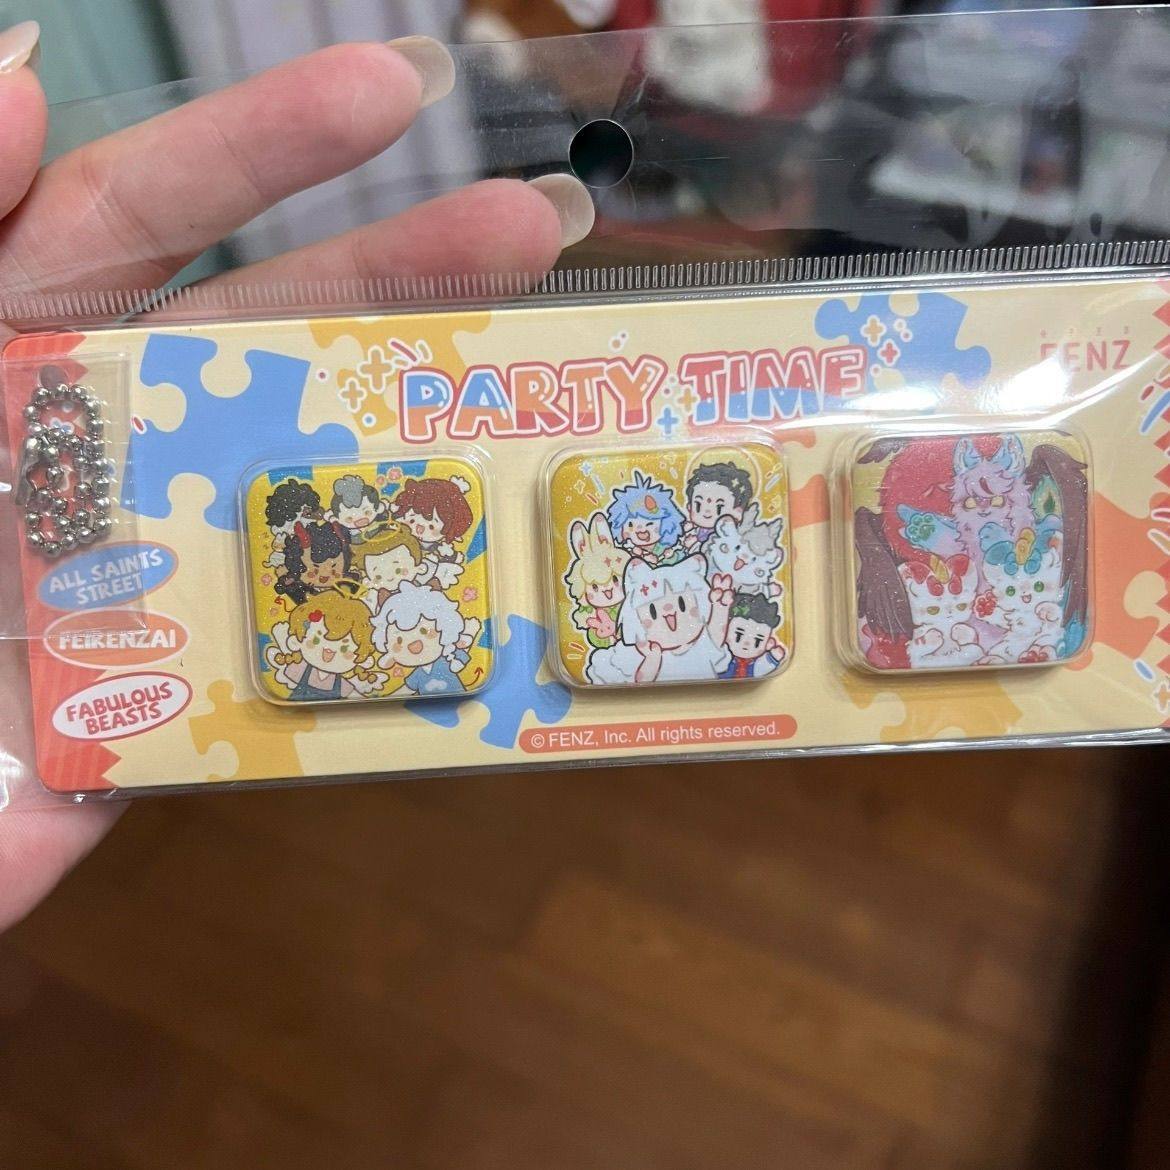 FENZ
PARTY TIME
ALL SAINTS
STREET
FEIRENZAI
FABULOUS
BEASTS
© FENZ, Inc. All rights reserved.